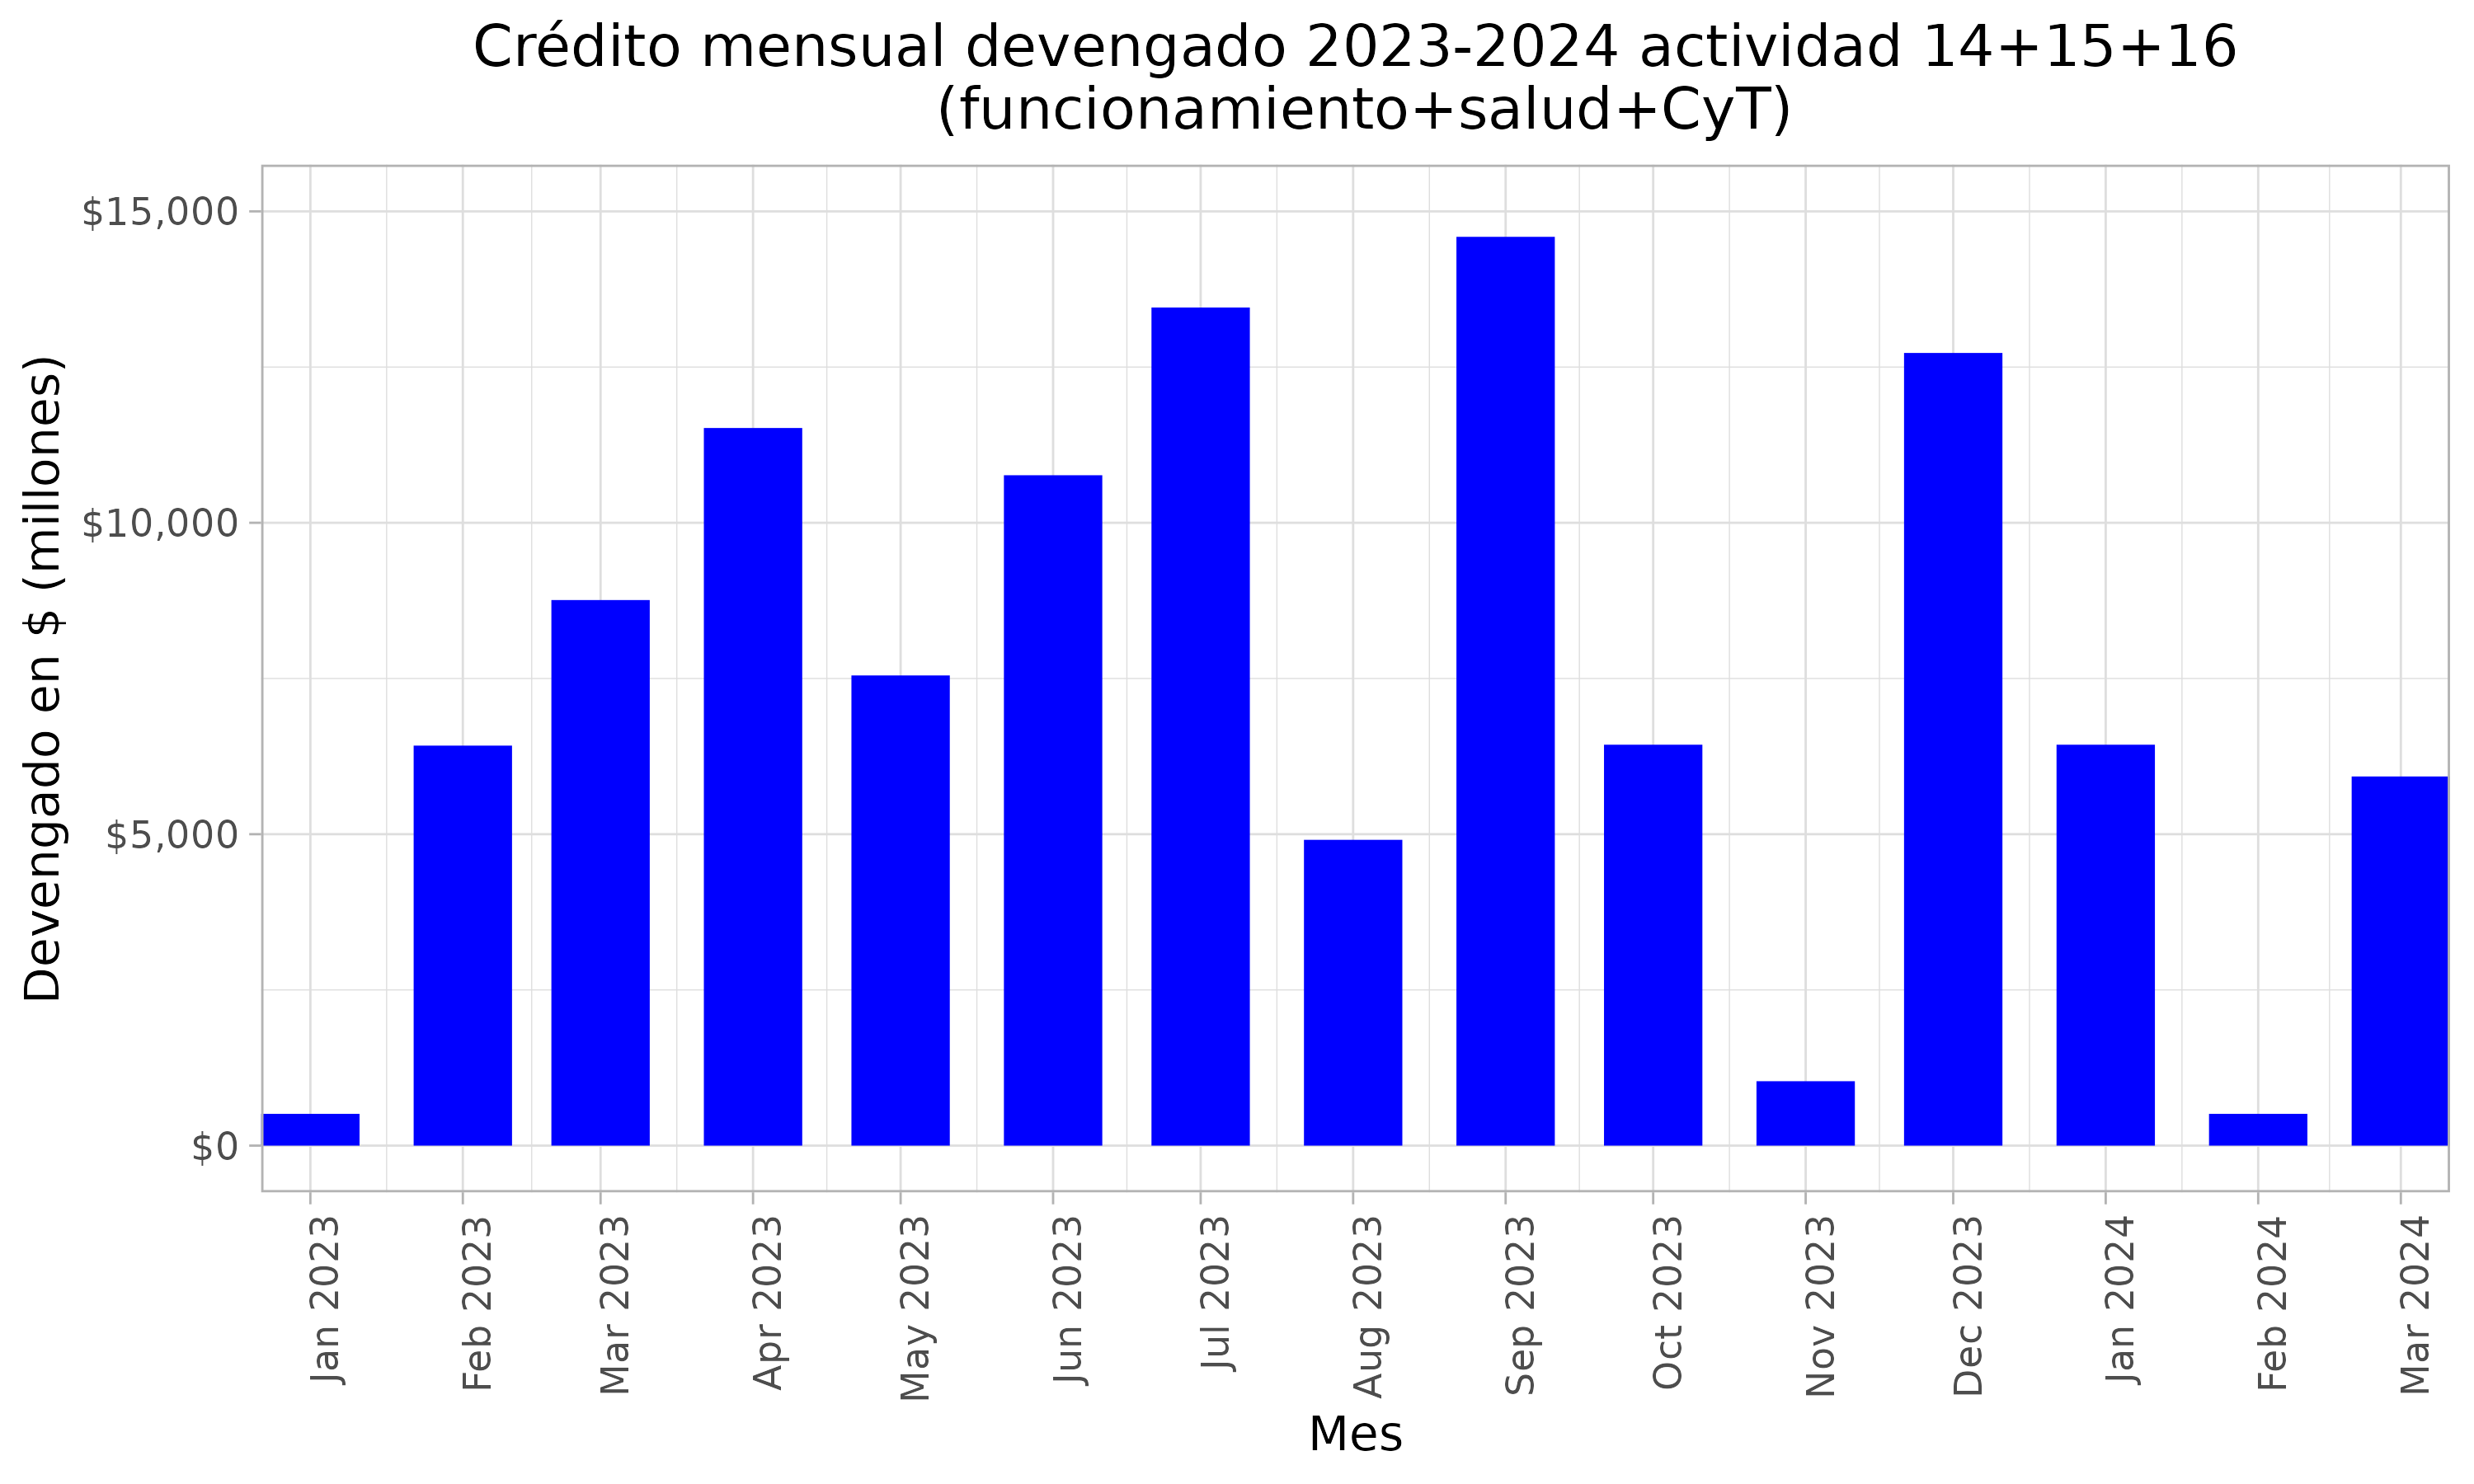 Crédito mensual devengado 2023-2024 actividad 14+15+16
(funcionamiento+salud+CyT)
Devengado en $ (millones)
$15,000
$10,000
$5,000
$0
Jan 2023
Feb 2023
Mar 2023
Apr 2023
May 2023
Jun 2023
Jul 2023
Aug 2023
Sep 2023
Oct 2023
Nov 2023
Dec 2023
Jan 2024
Feb 2024
Mar 2024
Mes